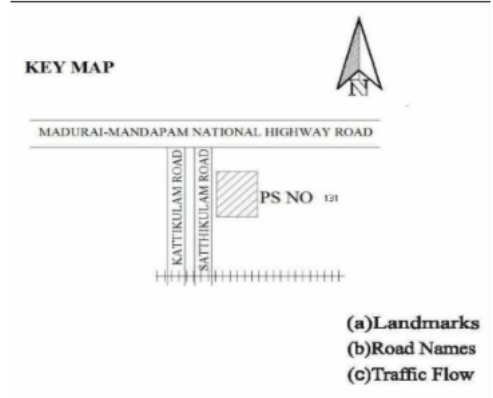 KEY MAP
N
MADURAI-MANDAPAM NATIONAL HIGHWAY ROAD
KATTIKULAM ROAD
SATTHIKULAM ROAD
PS NO 131
(a)Landmarks
(b)Road Names
(c)Traffic Flow